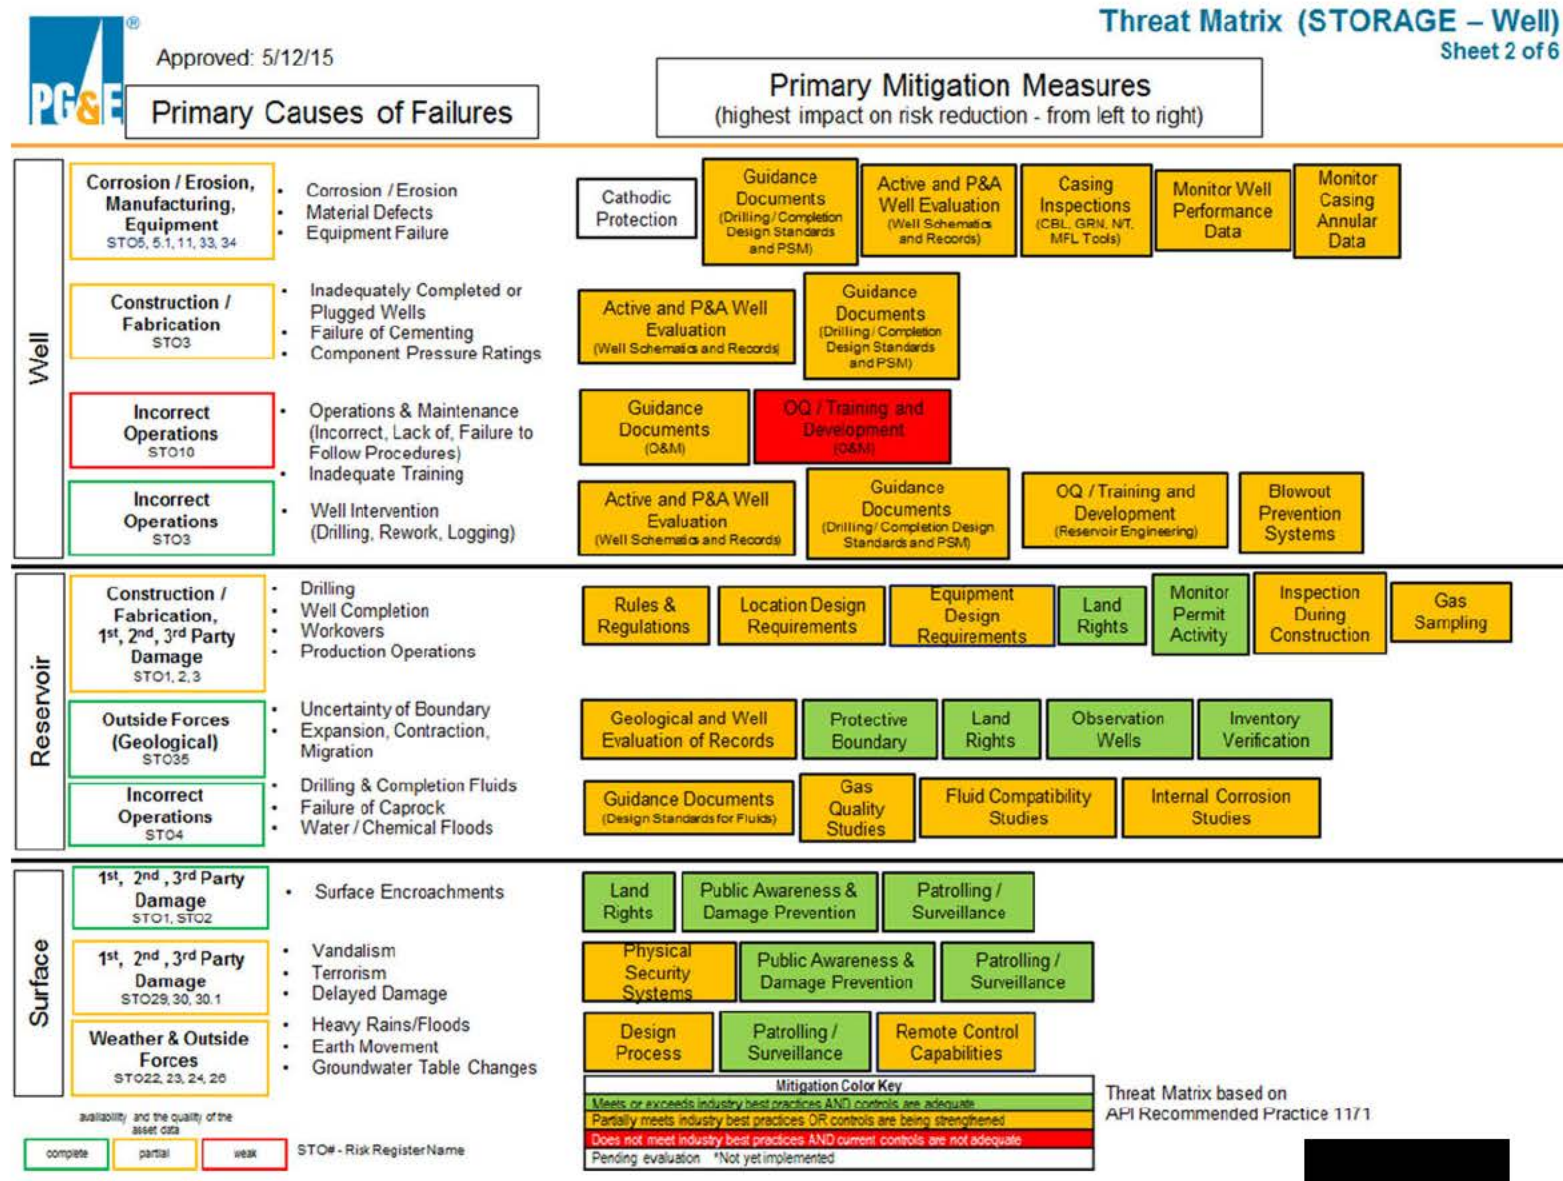 Threat Matrix (STORAGE – Well)
Sheet 2 of 6
®
PG&E
Approved: 5/12/15
Primary Causes of Failures
Primary Mitigation Measures
(highest impact on risk reduction - from left to right)
Well
Corrosion / Erosion,
Manufacturing,
Equipment
STO5, 5.1, 11, 33, 34
• Corrosion / Erosion
• Material Defects
• Equipment Failure
Cathodic
Protection
Guidance
Documents
(Drilling / Completion
Design Standards
and PSM)
Active and P&A
Well Evaluation
(Well Schematics
and Records)
Casing
Inspections
(CBL, GRN, N/T,
MFL Tools)
Monitor Well
Performance
Data
Monitor
Casing
Annular
Data
Construction /
Fabrication
STO3
• Inadequately Completed or
Plugged Wells
• Failure of Cementing
• Component Pressure Ratings
Active and P&A Well
Evaluation
(Well Schematics and Records)
Guidance
Documents
(Drilling / Completion
Design Standards
and PSM)
Incorrect
Operations
STO10
• Operations & Maintenance
(Incorrect, Lack of, Failure to
Follow Procedures)
• Inadequate Training
Guidance
Documents
(O&M)
OQ / Training and
Development
(O&M)
Incorrect
Operations
STO3
• Well Intervention
(Drilling, Rework, Logging)
Active and P&A Well
Evaluation
(Well Schematics and Records)
Guidance
Documents
(Drilling / Completion Design
Standards and PSM)
OQ / Training and
Development
(Reservoir Engineering)
Blowout
Prevention
Systems
Reservoir
Construction /
Fabrication,
1st, 2nd, 3rd Party
Damage
STO1, 2, 3
• Drilling
• Well Completion
• Workovers
• Production Operations
Rules &
Regulations
Location Design
Requirements
Equipment
Design
Requirements
Land
Rights
Monitor
Permit
Activity
Inspection
During
Construction
Gas
Sampling
Outside Forces
(Geological)
STO35
• Uncertainty of Boundary
• Expansion, Contraction,
Migration
Geological and Well
Evaluation of Records
Protective
Boundary
Land
Rights
Observation
Wells
Inventory
Verification
Incorrect
Operations
STO4
• Drilling & Completion Fluids
• Failure of Caprock
• Water / Chemical Floods
Guidance Documents
(Design Standards for Fluids)
Gas
Quality
Studies
Fluid Compatibility
Studies
Internal Corrosion
Studies
Surface
1st, 2nd, 3rd Party
Damage
STO1, STO2
• Surface Encroachments
Land
Rights
Public Awareness &
Damage Prevention
Patrolling /
Surveillance
1st, 2nd, 3rd Party
Damage
STO29, 30, 30.1
• Vandalism
• Terrorism
• Delayed Damage
Physical
Security
Systems
Public Awareness &
Damage Prevention
Patrolling /
Surveillance
Weather & Outside
Forces
STO22, 23, 24, 26
• Heavy Rains/Floods
• Earth Movement
• Groundwater Table Changes
Design
Process
Patrolling /
Surveillance
Remote Control
Capabilities
Mitigation Color Key
Meets or exceeds industry best practices AND controls are adequate
Partially meets industry best practices OR controls are being strengthened
Does not meet industry best practices AND current controls are not adequate
Pending evaluation *Not yet implemented
Threat Matrix based on
API Recommended Practice 1171
availability and the quality of the
asset data
complete
partial
weak
STO# - Risk Register Name